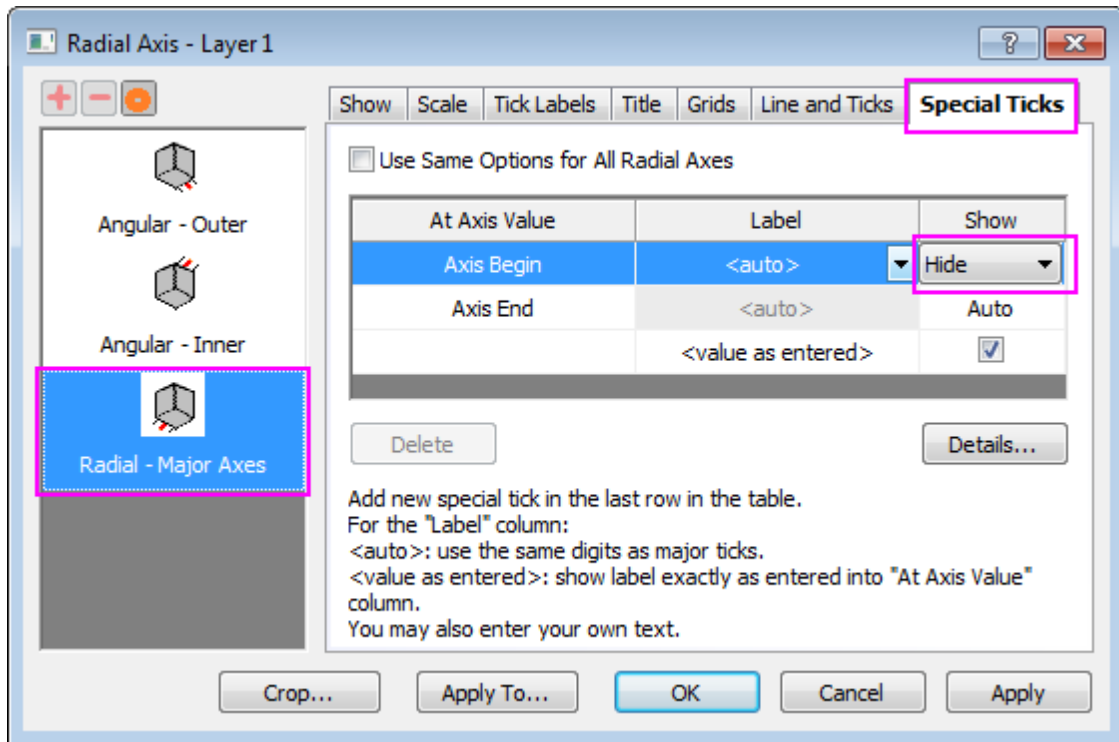 Radial Axis - Layer 1
Show Scale Tick Labels Title Grids Line and Ticks Special Ticks
Use Same Options for All Radial Axes
Angular - Outer
Angular - Inner
Radial - Major Axes
At Axis Value Label Show
Axis Begin <auto> Hide
Axis End <auto> Auto
<value as entered>
Delete Details...
Add new special tick in the last row in the table.
For the "Label" column:
<auto>: use the same digits as major ticks.
<value as entered>: show label exactly as entered into "At Axis Value"
column.
You may also enter your own text.
Crop... Apply To... OK Cancel Apply